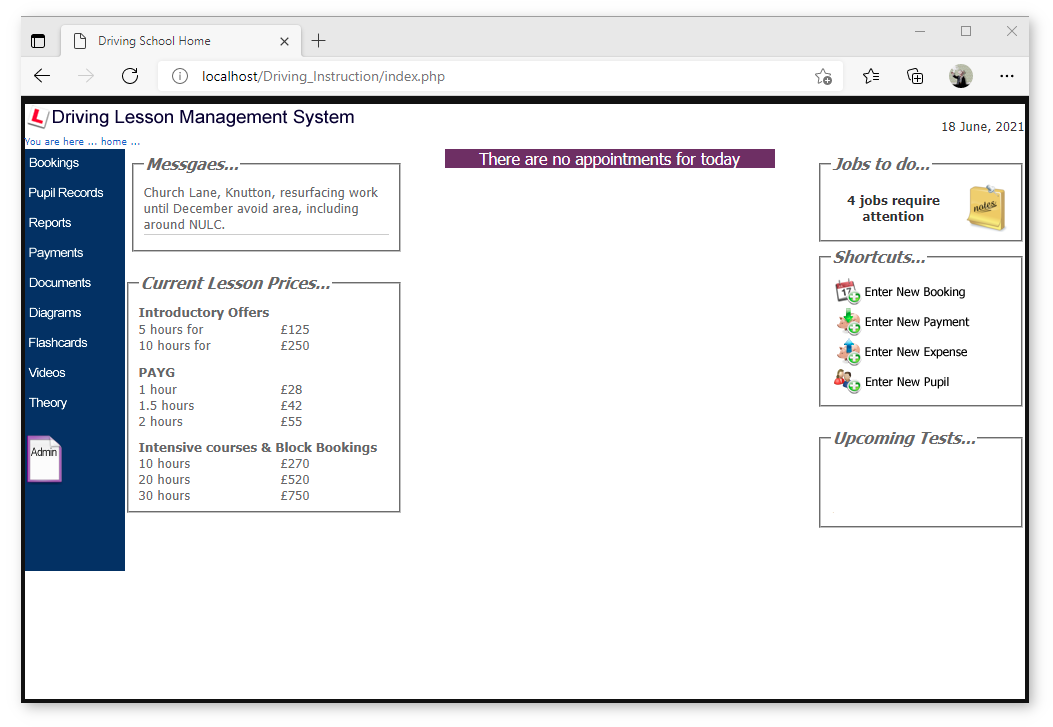 Driving School Home
localhost/Driving_Instruction/index.php
L Driving Lesson Management System
18 June, 2021
You are here ... home ...
Bookings
Pupil Records
Reports
Payments
Documents
Diagrams
Flashcards
Videos
Theory
Admin
Messgaes...
Church Lane, Knutton, resurfacing work
until December avoid area, including
around NULC.
Current Lesson Prices...
Introductory Offers
5 hours for £125
10 hours for £250
PAYG
1 hour £28
1.5 hours £42
2 hours £55
Intensive courses & Block Bookings
10 hours £270
20 hours £520
30 hours £750
There are no appointments for today
Jobs to do...
4 jobs require
attention
notes
Shortcuts...
17 Enter New Booking
Enter New Payment
Enter New Expense
Enter New Pupil
Upcoming Tests...